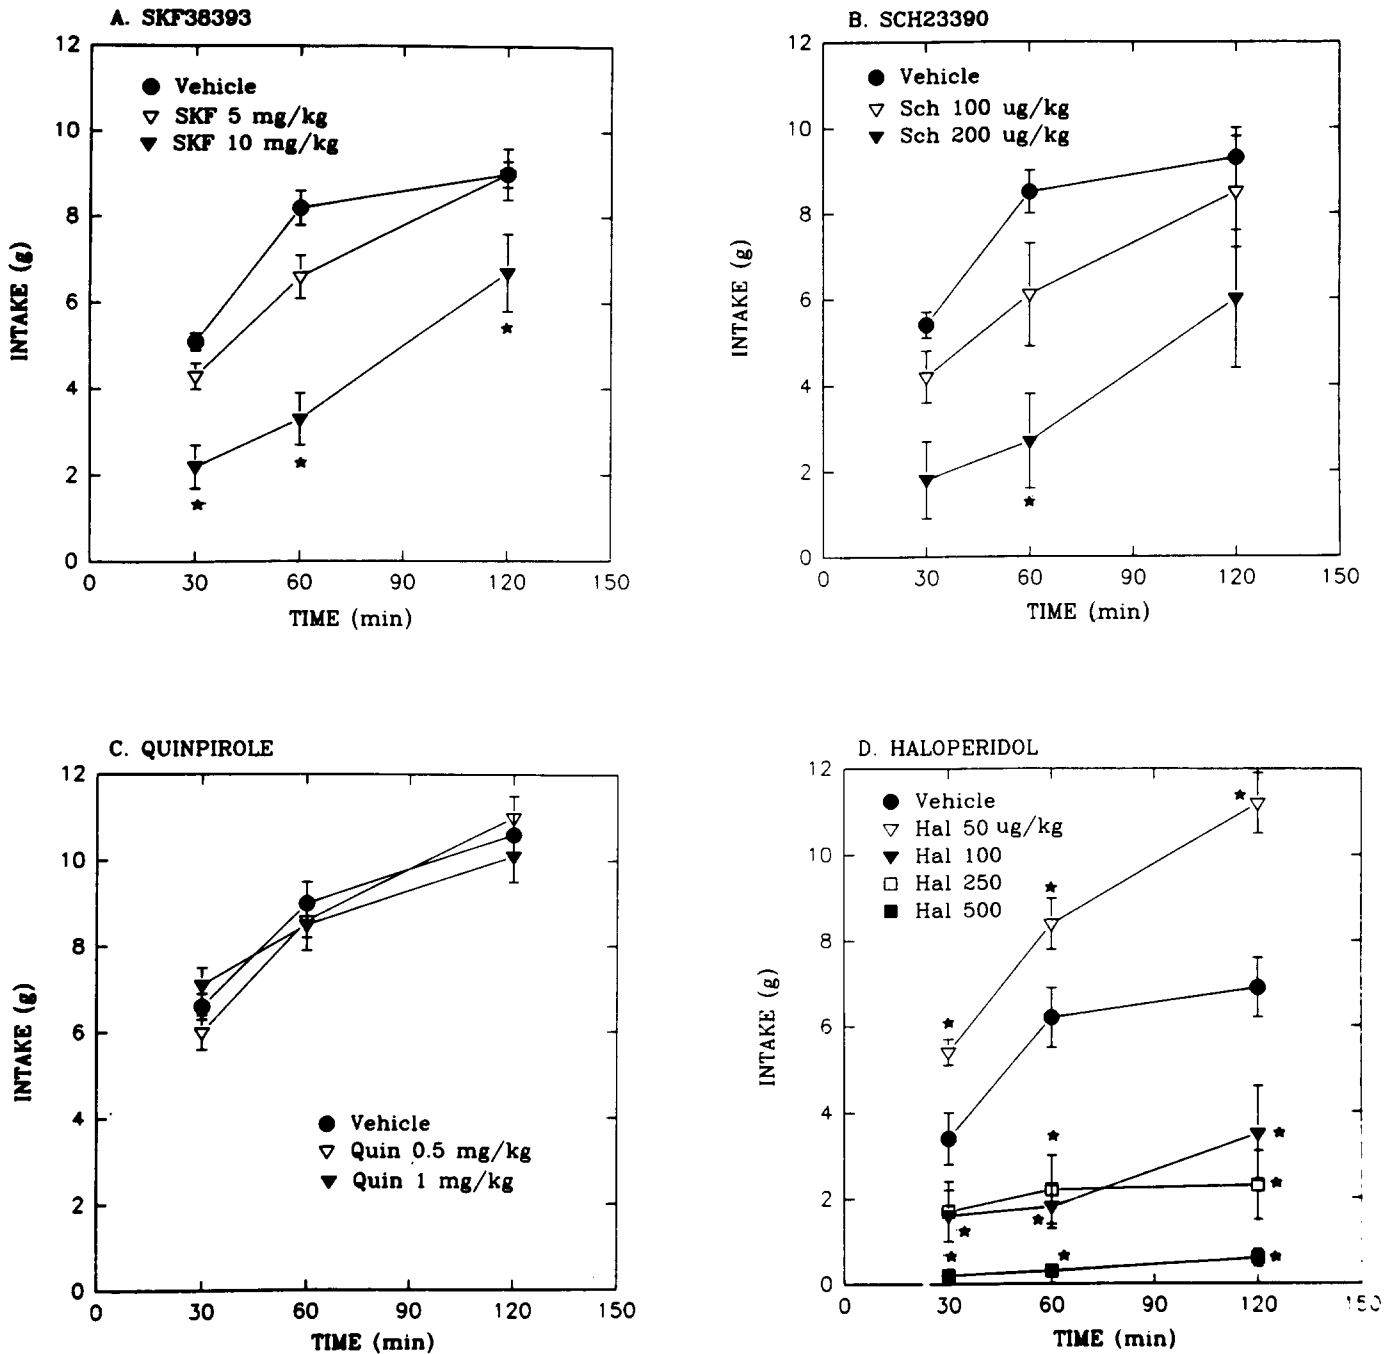 A. SKF38393
12
10
8
6
4
2
0
INTAKE (g)
Vehicle
SKF 5 mg/kg
SKF 10 mg/kg
0 30 60 90 120 150
TIME (min)
B. SCH23390
12
10
8
6
4
2
0
INTAKE (g)
Vehicle
Sch 100 ug/kg
Sch 200 ug/kg
0 30 60 90 120 150
TIME (min)
C. QUINPIROLE
12
10
8
6
4
2
0
INTAKE (g)
Vehicle
Quin 0.5 mg/kg
Quin 1 mg/kg
0 30 60 90 120 150
TIME (min)
D. HALOPERIDOL
12
10
8
6
4
2
0
INTAKE (g)
Vehicle
Hal 50 ug/kg
Hal 100
Hal 250
Hal 500
0 30 60 90 120 150
TIME (min)